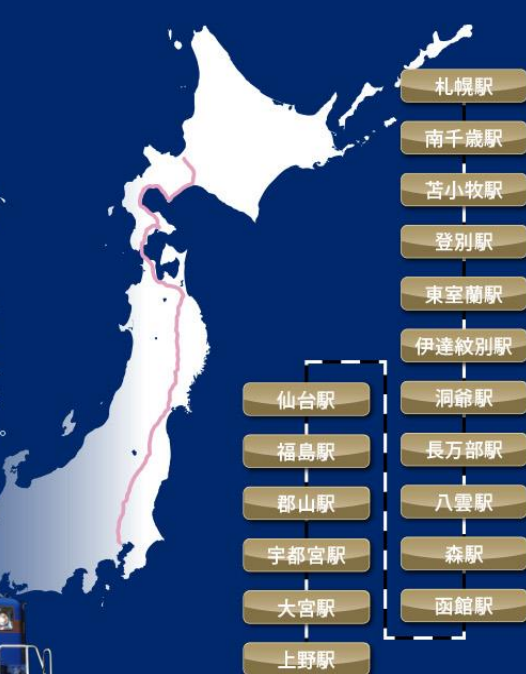 札幌駅
南千歳駅
苫小牧駅
登別駅
東室蘭駅
伊達紋別駅
洞爺駅
長万部駅
八雲駅
森駅
函館駅
仙台駅
福島駅
郡山駅
宇都宮駅
大宮駅
上野駅